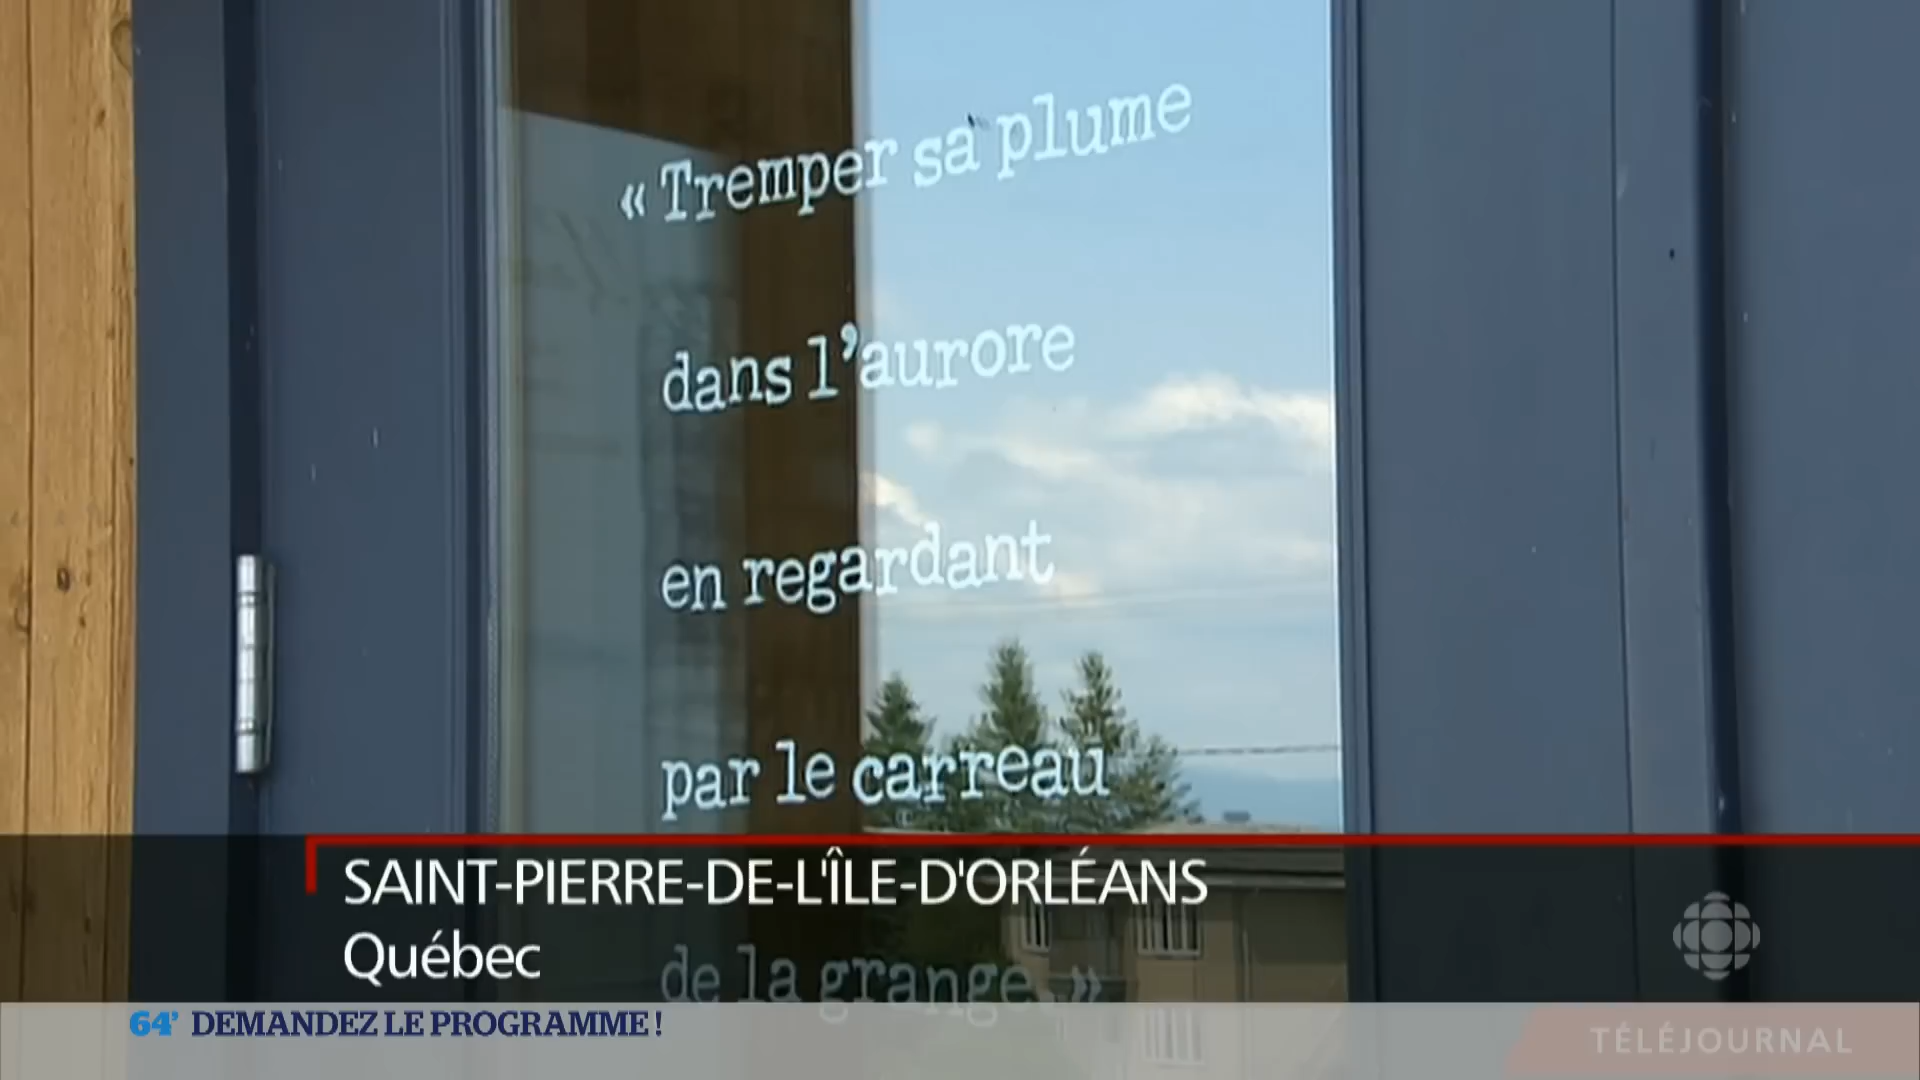 « Tremper sa plume
dans l'aurore
en regardant
par le carreau
de la grange. »
SAINT-PIERRE-DE-L'ÎLE-D'ORLÉANS
Québec
64' DEMANDEZ LE PROGRAMME !
TÉLÉJOURNAL